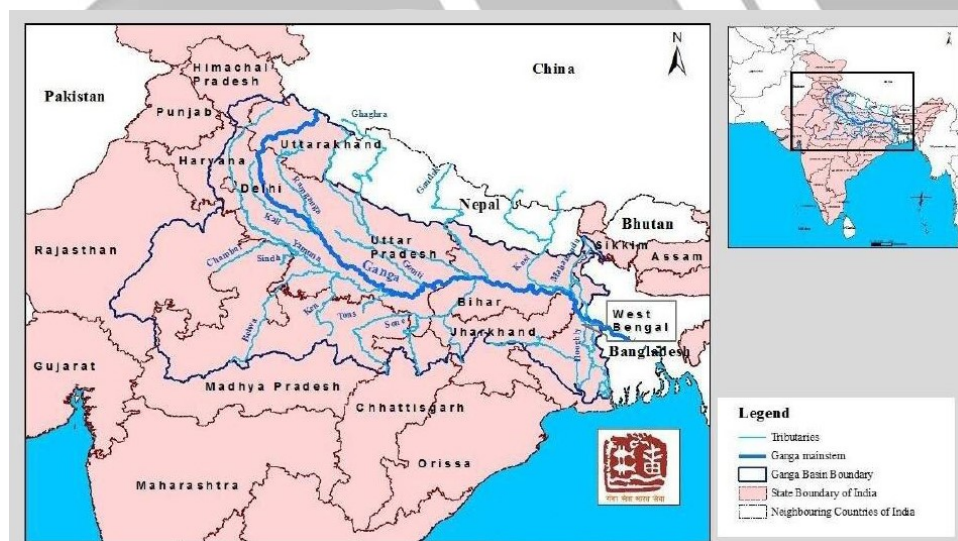 N
Himachal
Pradesh
China
Pakistan
Punjab
Ghaghra
Uttarakhand
Haryana
Delhi
Ramganga
Gandak
Nepal
Kali
Bhutan
Rajasthan
Chambal
Sindh
Yamuna
Uttar
Pradesh
Gomti
Ganga
Kosi
Mahananda
Sikkim
Assam
Betwa
Ken
Tons
Sone
Bihar
West
Bengal
Jharkhand
Hooghly
Bangladesh
Gujarat
Madhya Pradesh
Chhattisgarh
Orissa
Maharashtra
Legend
Tributaries
Garga mainstem
Garga Basin Boundary
State Boundary of India
Neighbouring Countries of India